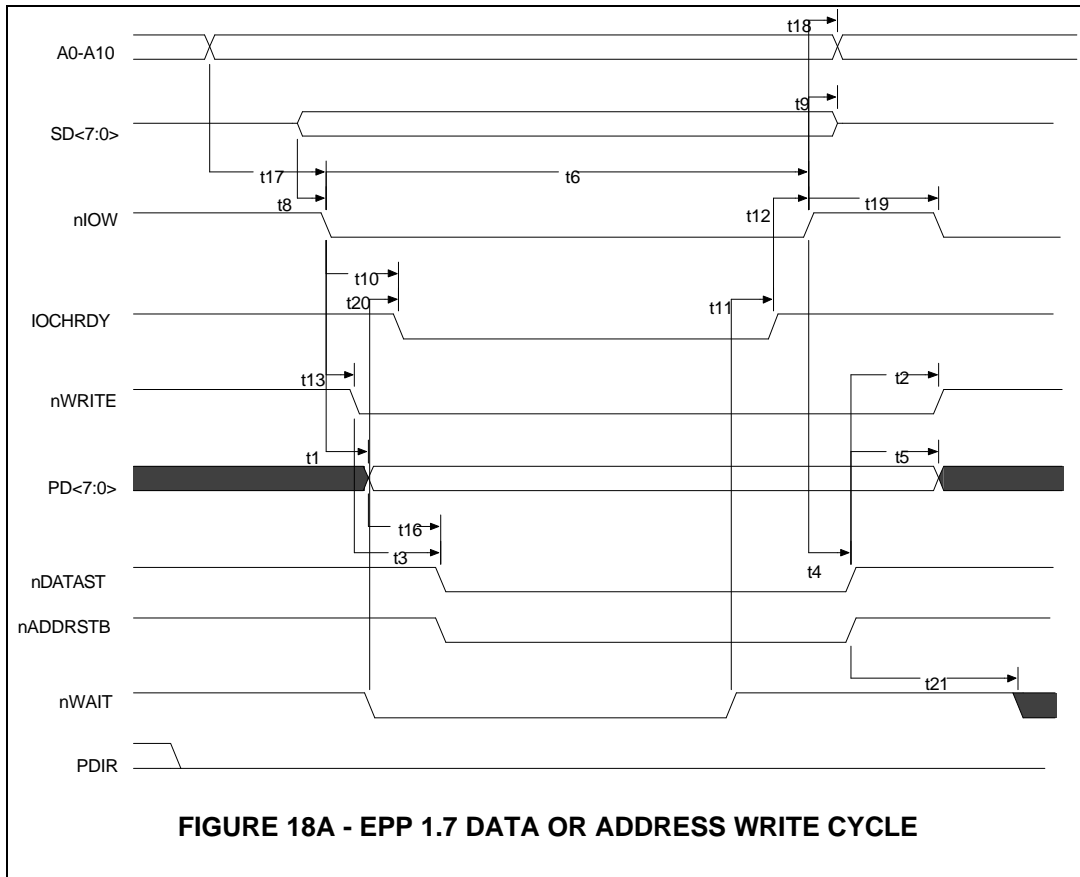 t18
A0-A10
t9
SD<7:0>
t17
t6
t8
t12
t19
nIOW
t10
t20
t11
IOCHRDY
t13
t2
nWRITE
t1
t5
PD<7:0>
t16
t3
t4
nDATAST
nADDRSTB
t21
nWAIT
PDIR
FIGURE 18A - EPP 1.7 DATA OR ADDRESS WRITE CYCLE